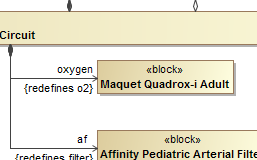 Circuit
oxygen
«block»
{redefines o2}
Maquet Quadrox-i Adult
af
«block»
{redefines filter}
Affinity Pediatric Arterial Filte